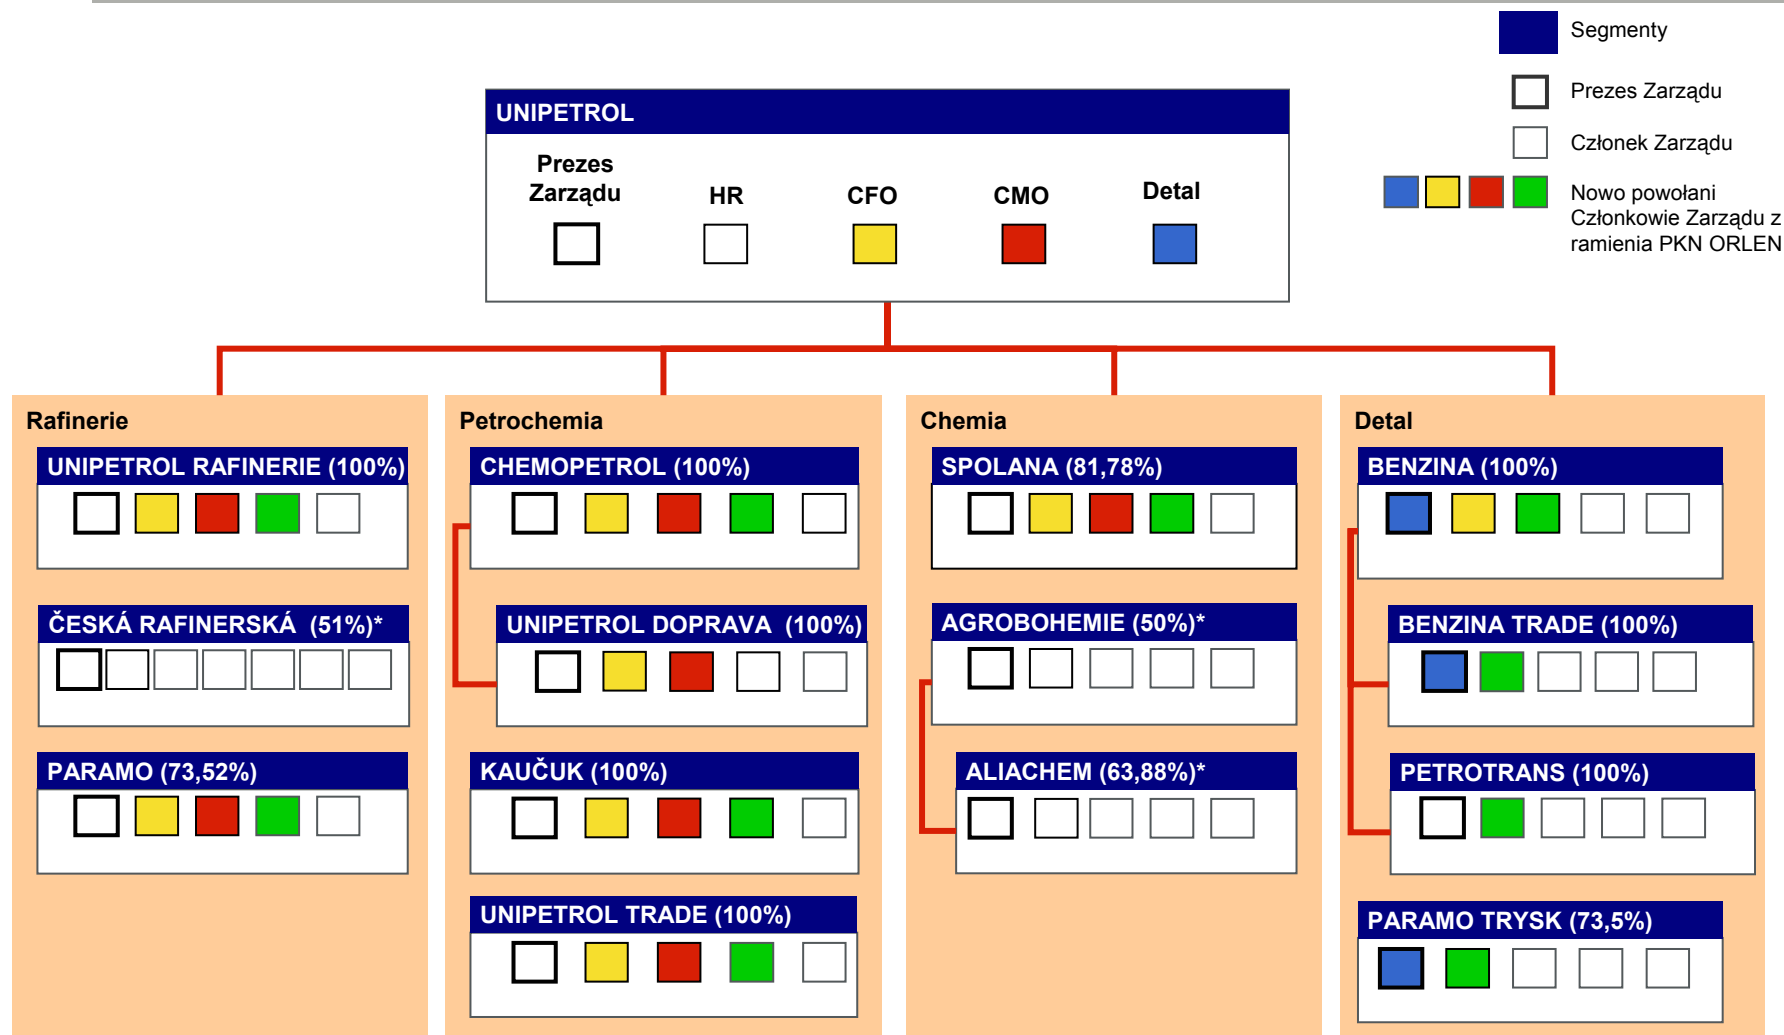 Segmenty
Prezes Zarządu
Członek Zarządu
Nowo powołani
Członkowie Zarządu z
ramienia PKN ORLEN
UNIPETROL
Prezes
Zarządu
HR
CFO
CMO
Detal
Rafinerie
UNIPETROL RAFINERIE (100%)
ČESKÁ RAFINERSKÁ (51%)*
PARAMO (73,52%)
Petrochemia
CHEMOPETROL (100%)
UNIPETROL DOPRAVA (100%)
KAUČUK (100%)
UNIPETROL TRADE (100%)
Chemia
SPOLANA (81,78%)
AGROBOHEMIE (50%)*
ALIACHEM (63,88%)*
Detal
BENZINA (100%)
BENZINA TRADE (100%)
PETROTRANS (100%)
PARAMO TRYSK (73,5%)